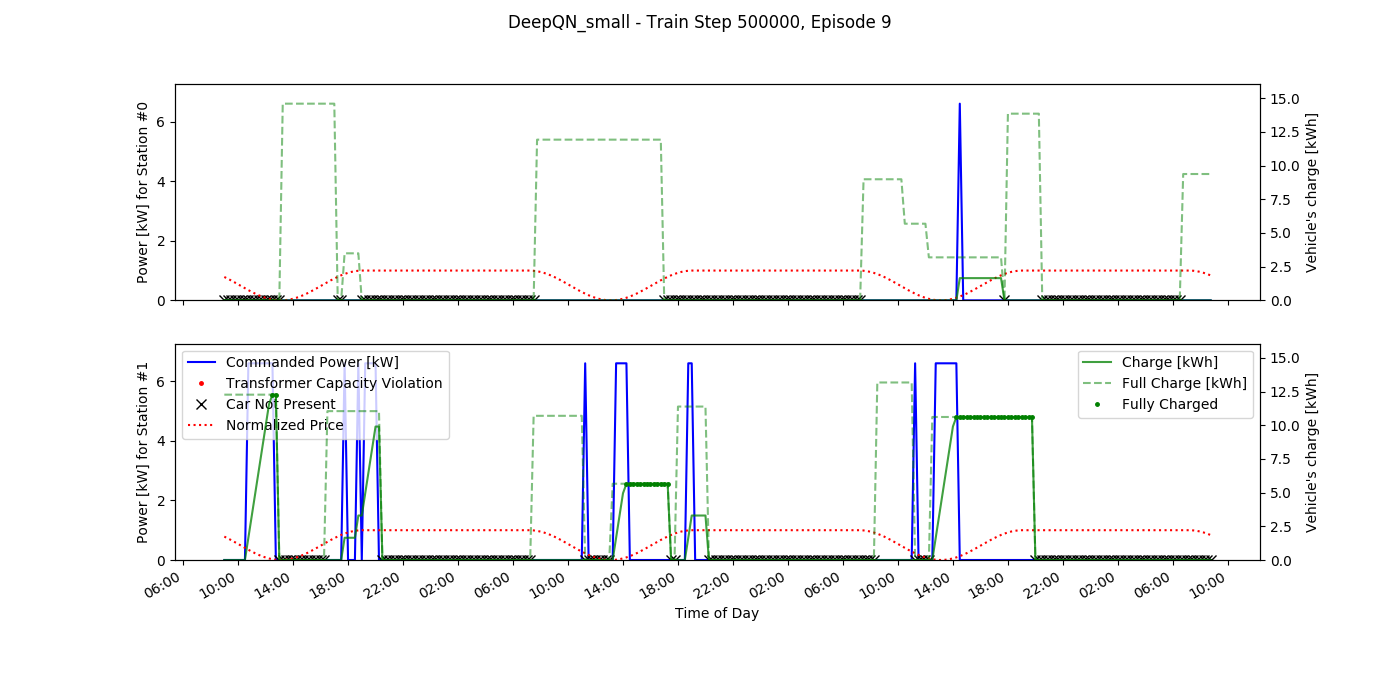 DeepQN_small - Train Step 500000, Episode 9
Power [kW] for Station #0
6
4
2
0
15.0
12.5
10.0
7.5
5.0
2.5
0.0
Vehicle's charge [kWh]
Power [kW] for Station #1
6
4
2
0
Commanded Power [kW]
Transformer Capacity Violation
Car Not Present
Normalized Price
Charge [kWh]
Full Charge [kWh]
Fully Charged
15.0
12.5
10.0
7.5
5.0
2.5
0.0
Vehicle's charge [kWh]
06:00 10:00 14:00 18:00 22:00 02:00 06:00 10:00 14:00 18:00 22:00 02:00 06:00 10:00 14:00 18:00 22:00 02:00 06:00 10:00
Time of Day